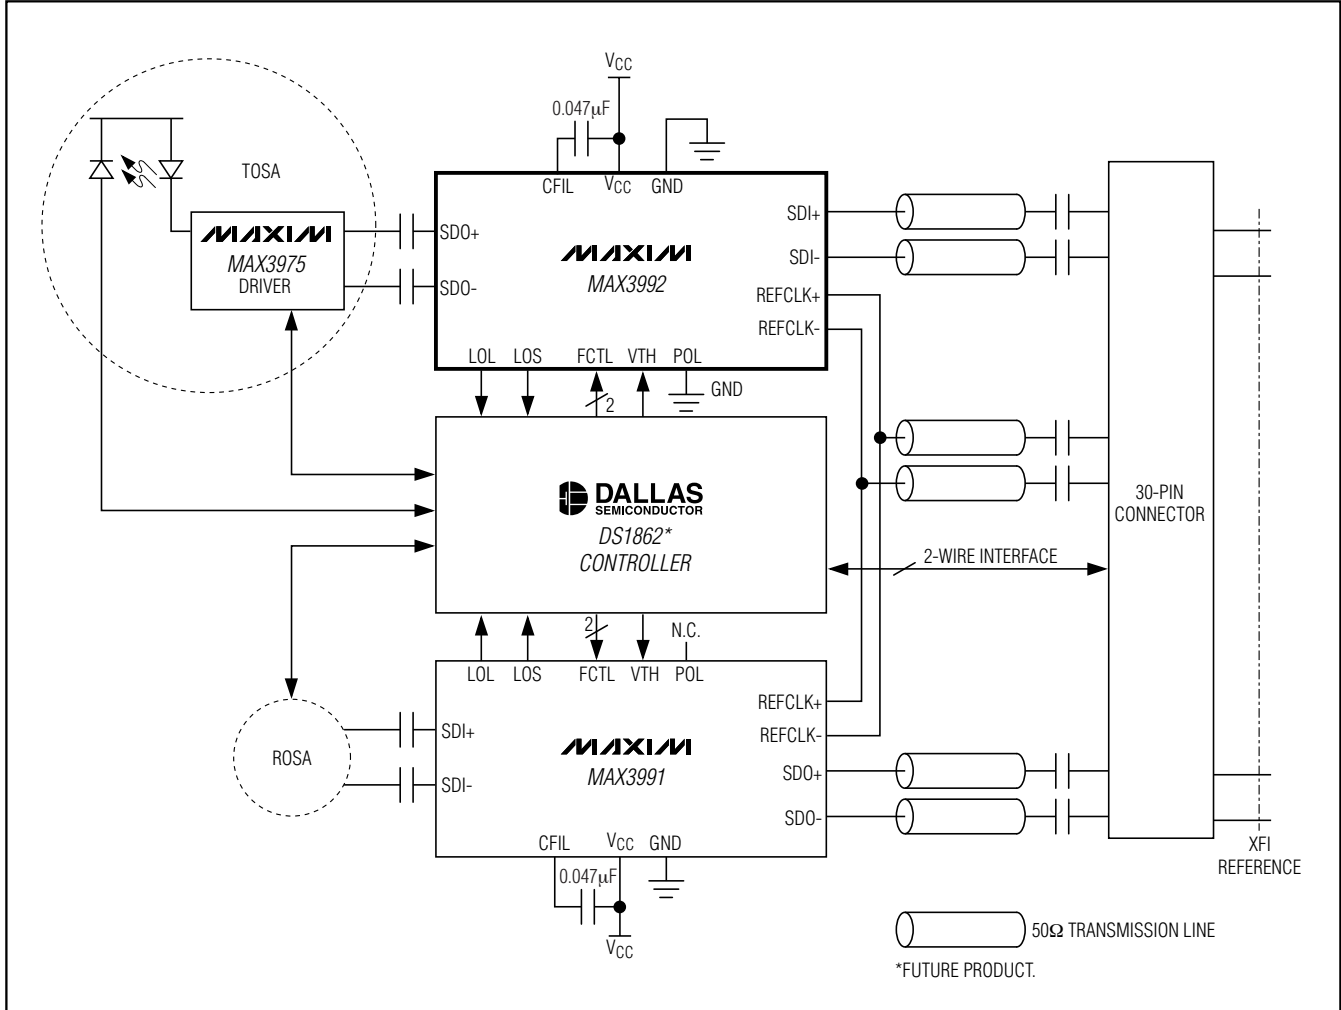 VCC
0.047µF
CFIL
VCC
GND
TOSA
MAXIM
MAX3975
DRIVER
SDO+
SDO-
MAXIM
MAX3992
SDI+
SDI-
REFCLK+
REFCLK-
LOL
LOS
FCTL
VTH
POL
2
GND
DALLAS
SEMICONDUCTOR
DS1862*
CONTROLLER
30-PIN
CONNECTOR
2-WIRE INTERFACE
2
N.C.
LOL
LOS
FCTL
VTH
POL
ROSA
SDI+
SDI-
MAXIM
MAX3991
REFCLK+
REFCLK-
SDO+
SDO-
CFIL
VCC
GND
0.047µF
VCC
XFI
REFERENCE
50Ω TRANSMISSION LINE
*FUTURE PRODUCT.